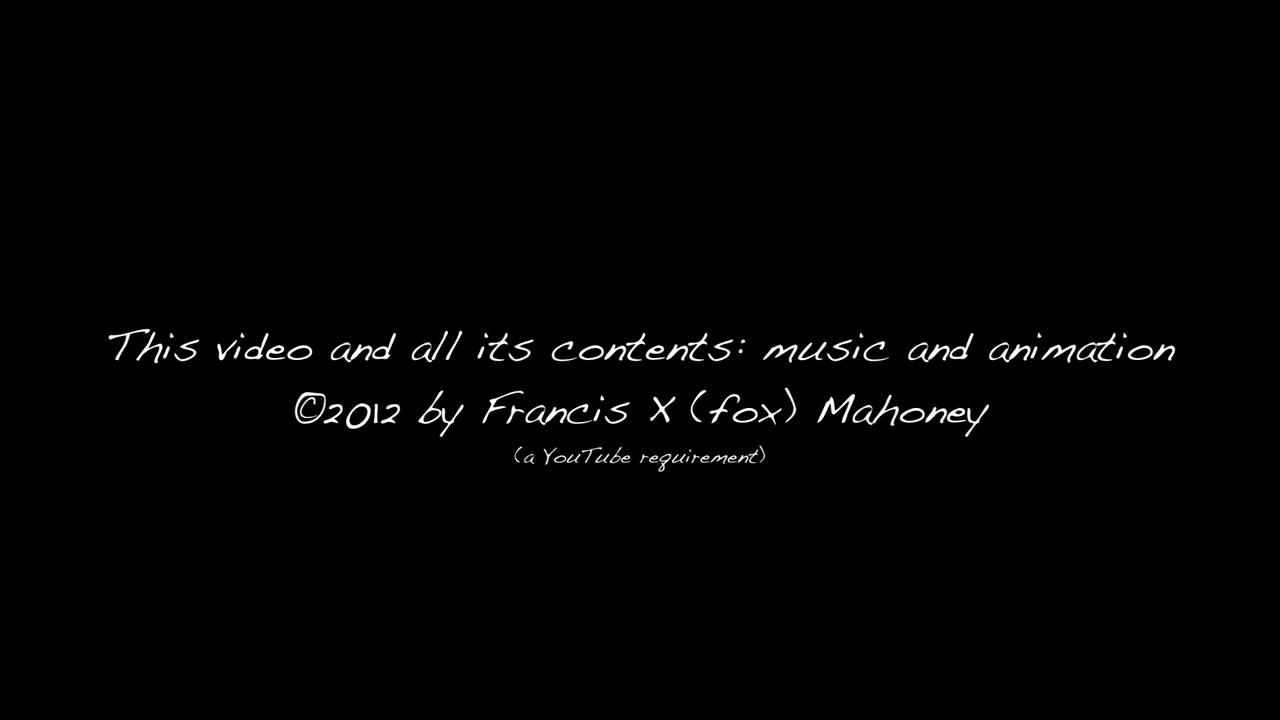 This video and all its contents: music and animation
©2012 by Francis X (fox) Mahoney
(a YouTube requirement)